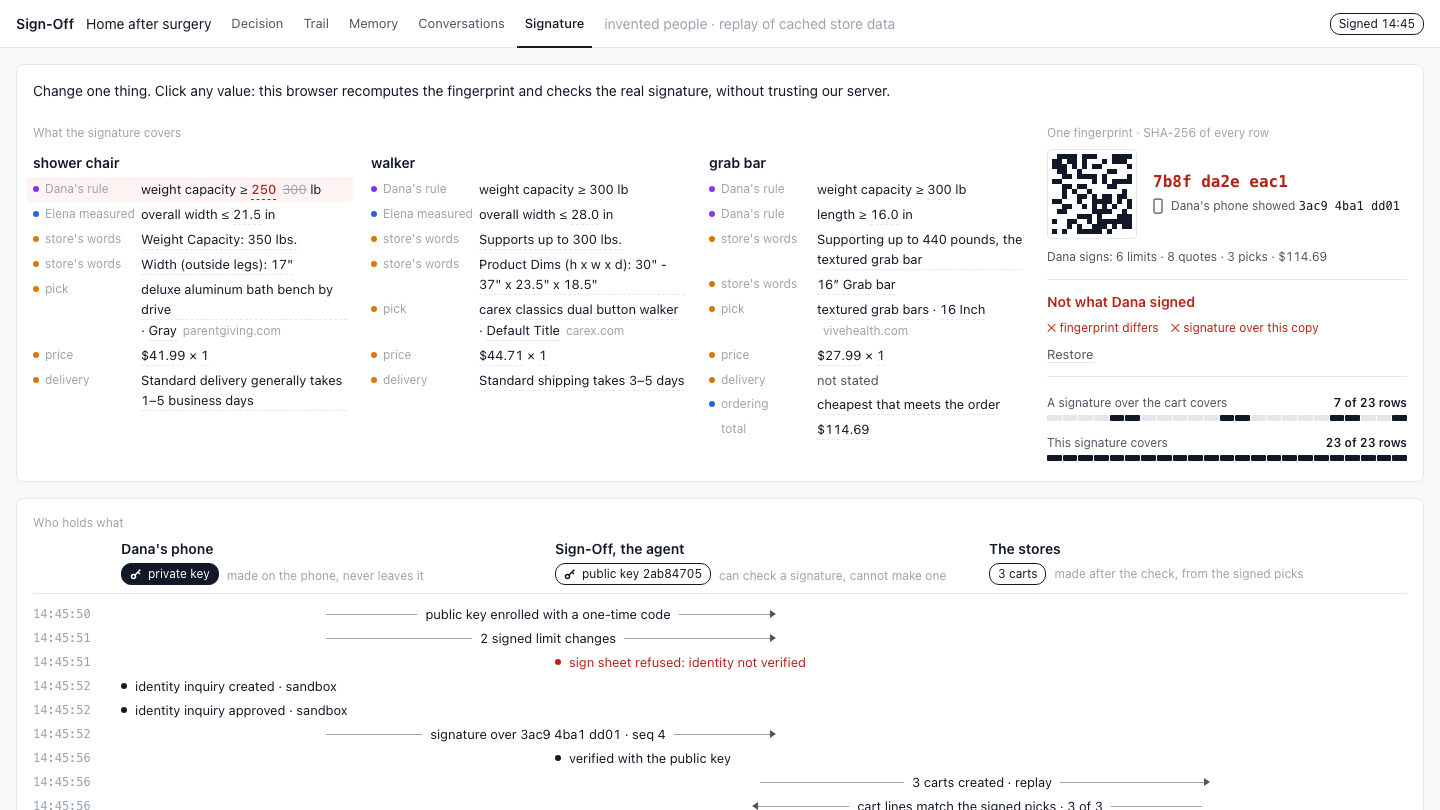 Sign-Off Home after surgery Decision Trail Memory Conversations Signature invented people · replay of cached store data Signed 14:45
Change one thing. Click any value: this browser recomputes the fingerprint and checks the real signature, without trusting our server.
What the signature covers
shower chair
Dana's rule weight capacity ≥ 250 300 lb
Elena measured overall width ≤ 21.5 in
store's words Weight Capacity: 350 lbs.
store's words Width (outside legs): 17"
pick deluxe aluminum bath bench by
drive
· Gray parentgiving.com
price $41.99 × 1
delivery Standard delivery generally takes
1–5 business days
walker
Dana's rule weight capacity ≥ 300 lb
Elena measured overall width ≤ 28.0 in
store's words Supports up to 300 lbs.
store's words Product Dims (h x w x d): 30" -
37" x 23.5" x 18.5"
pick carex classics dual button walker
· Default Title carex.com
price $44.71 × 1
delivery Standard shipping takes 3–5 days
grab bar
Dana's rule weight capacity ≥ 300 lb
Dana's rule length ≥ 16.0 in
store's words Supporting up to 440 pounds, the
textured grab bar
store's words 16” Grab bar
pick textured grab bars · 16 Inch
vivehealth.com
price $27.99 × 1
delivery not stated
ordering cheapest that meets the order
total $114.69
One fingerprint · SHA-256 of every row
7b8f da2e eac1
Dana's phone showed 3ac9 4ba1 dd01
Dana signs: 6 limits · 8 quotes · 3 picks · $114.69
Not what Dana signed
× fingerprint differs × signature over this copy
Restore
A signature over the cart covers 7 of 23 rows
This signature covers 23 of 23 rows
Who holds what
Dana's phone
private key made on the phone, never leaves it
Sign-Off, the agent
public key 2ab84705 can check a signature, cannot make one
The stores
3 carts made after the check, from the signed picks
14:45:50 public key enrolled with a one-time code
14:45:51 2 signed limit changes
14:45:51 sign sheet refused: identity not verified
14:45:52 identity inquiry created · sandbox
14:45:52 identity inquiry approved · sandbox
14:45:52 signature over 3ac9 4ba1 dd01 · seq 4
14:45:56 verified with the public key
14:45:56 3 carts created · replay
14:45:56 cart lines match the signed picks · 3 of 3